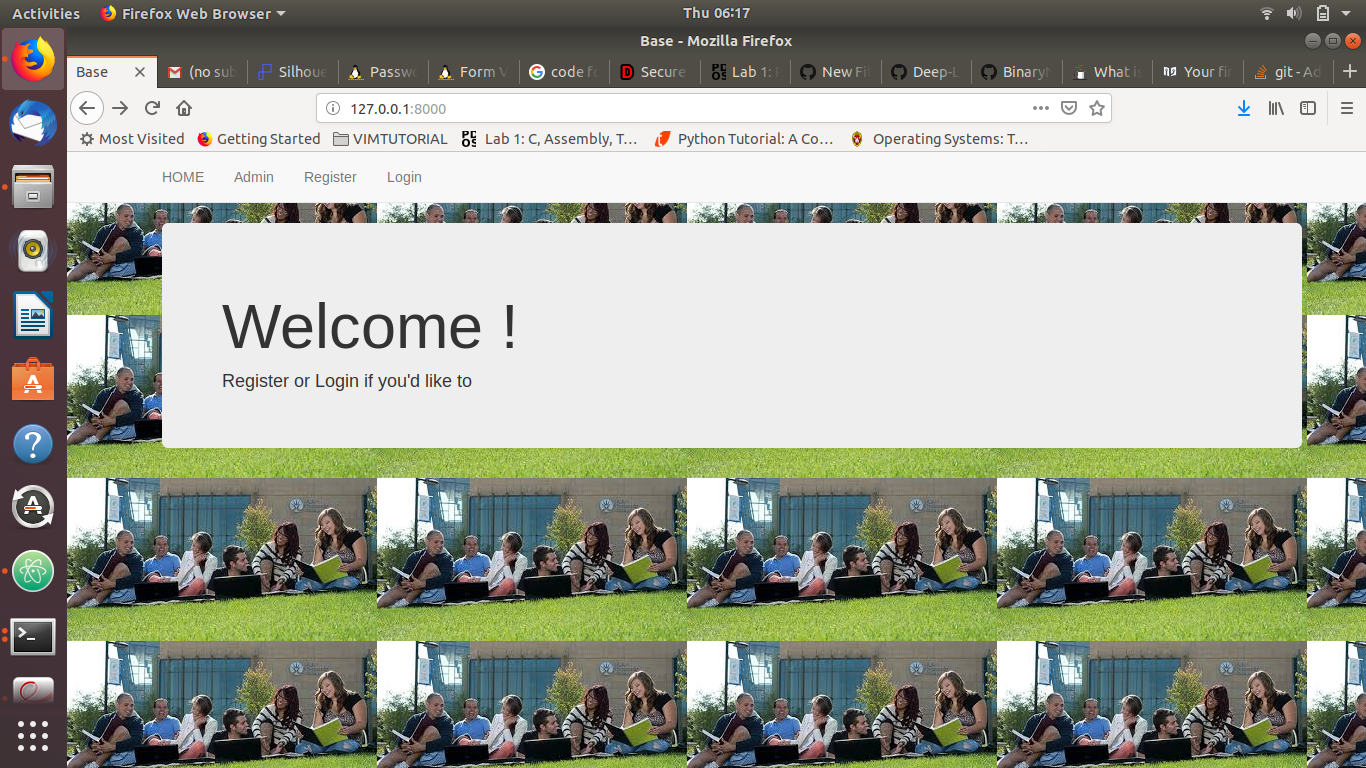 Activities Firefox Web Browser Thu 06:17
Base - Mozilla Firefox
Base (no sub Silhoue Passwo Form V code fo Secure Lab 1: New Fi Deep-L Binary What is Your fir git - Ad
127.0.0.1:8000
Most Visited Getting Started VIMTUTORIAL Lab 1: C, Assembly, T… Python Tutorial: A Co… Operating Systems: T…
HOME Admin Register Login
Welcome !
Register or Login if you'd like to